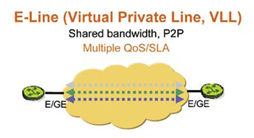 E-Line (Virtual Private Line, VLL)
Shared bandwidth, P2P
Multiple QoS/SLA
E/GE E/GE